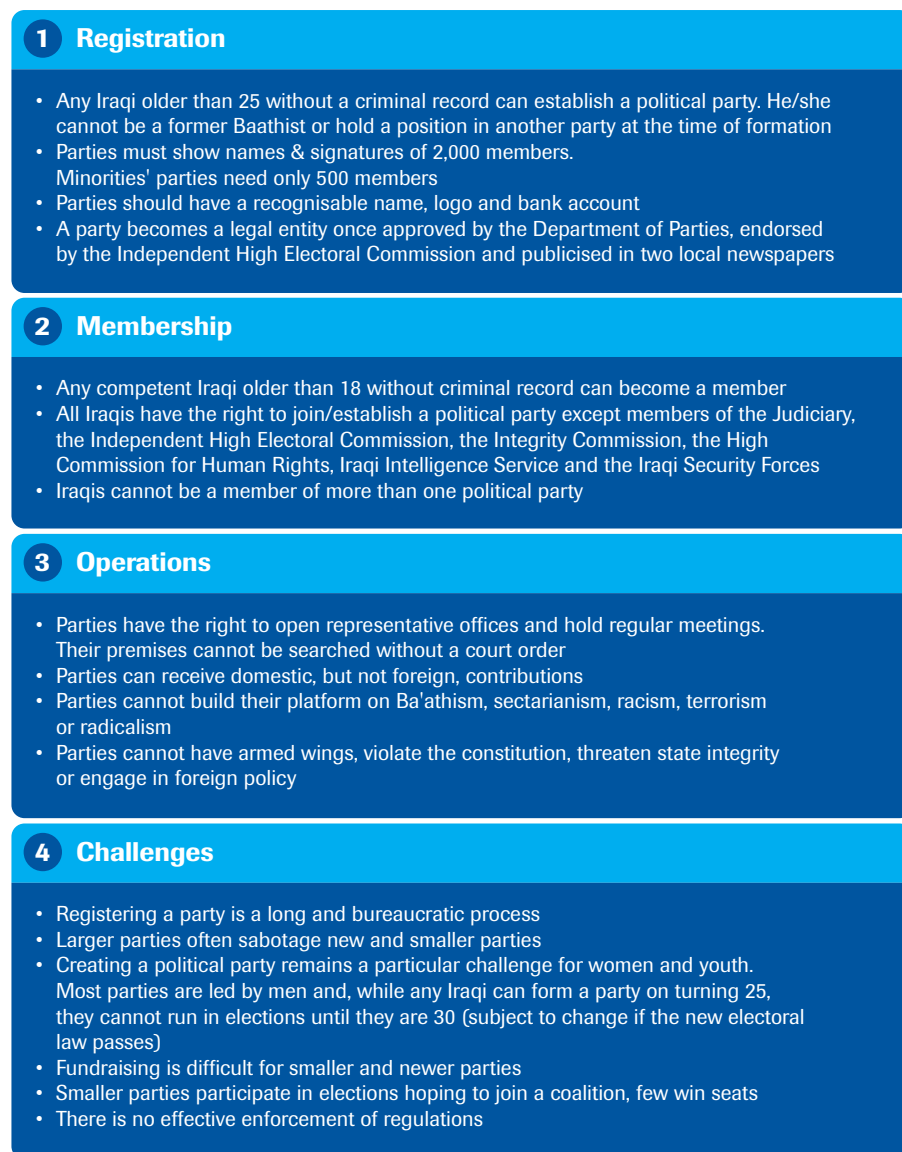 1 Registration
• Any Iraqi older than 25 without a criminal record can establish a political party. He/she
cannot be a former Baathist or hold a position in another party at the time of formation
• Parties must show names & signatures of 2,000 members.
Minorities' parties need only 500 members
• Parties should have a recognisable name, logo and bank account
• A party becomes a legal entity once approved by the Department of Parties, endorsed
by the Independent High Electoral Commission and publicised in two local newspapers
2 Membership
• Any competent Iraqi older than 18 without criminal record can become a member
• All Iraqis have the right to join/establish a political party except members of the Judiciary,
the Independent High Electoral Commission, the Integrity Commission, the High
Commission for Human Rights, Iraqi Intelligence Service and the Iraqi Security Forces
• Iraqis cannot be a member of more than one political party
3 Operations
• Parties have the right to open representative offices and hold regular meetings.
Their premises cannot be searched without a court order
• Parties can receive domestic, but not foreign, contributions
• Parties cannot build their platform on Ba'athism, sectarianism, racism, terrorism
or radicalism
• Parties cannot have armed wings, violate the constitution, threaten state integrity
or engage in foreign policy
4 Challenges
• Registering a party is a long and bureaucratic process
• Larger parties often sabotage new and smaller parties
• Creating a political party remains a particular challenge for women and youth.
Most parties are led by men and, while any Iraqi can form a party on turning 25,
they cannot run in elections until they are 30 (subject to change if the new electoral
law passes)
• Fundraising is difficult for smaller and newer parties
• Smaller parties participate in elections hoping to join a coalition, few win seats
• There is no effective enforcement of regulations